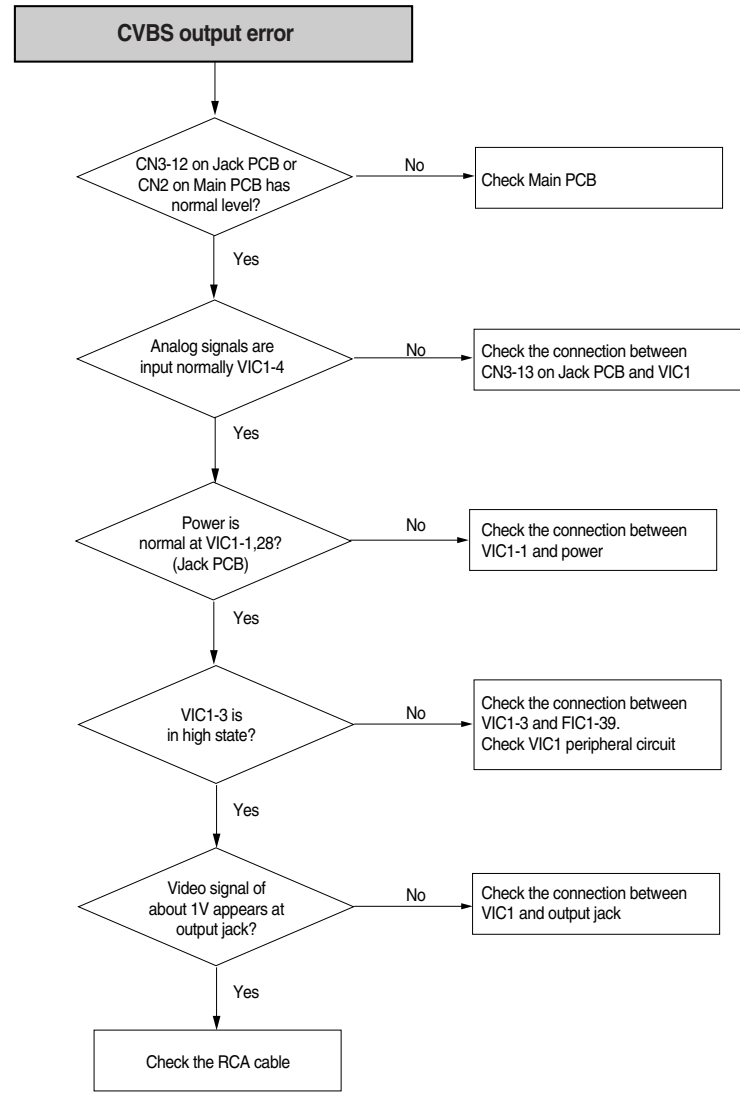 CVBS output error
CN3-12 on Jack PCB or
CN2 on Main PCB has
normal level?
No
Check Main PCB
Yes
Analog signals are
input normally VIC1-4
No
Check the connection between
CN3-13 on Jack PCB and VIC1
Yes
Power is
normal at VIC1-1,28?
(Jack PCB)
No
Check the connection between
VIC1-1 and power
Yes
VIC1-3 is
in high state?
No
Check the connection between
VIC1-3 and FIC1-39.
Check VIC1 peripheral circuit
Yes
Video signal of
about 1V appears at
output jack?
No
Check the connection between
VIC1 and output jack
Yes
Check the RCA cable